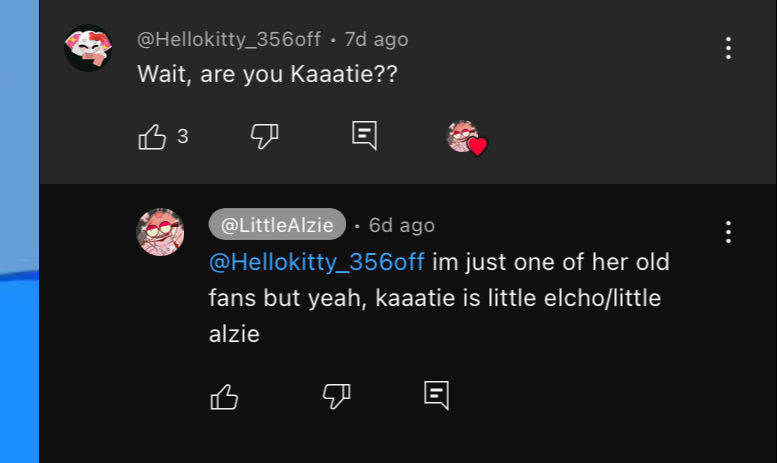 @Hellokitty_356off • 7d ago
Wait, are you Kaaatie??
3
@LittleAlzie • 6d ago
@Hellokitty_356off im just one of her old
fans but yeah, kaaatie is little elcho/little
alzie